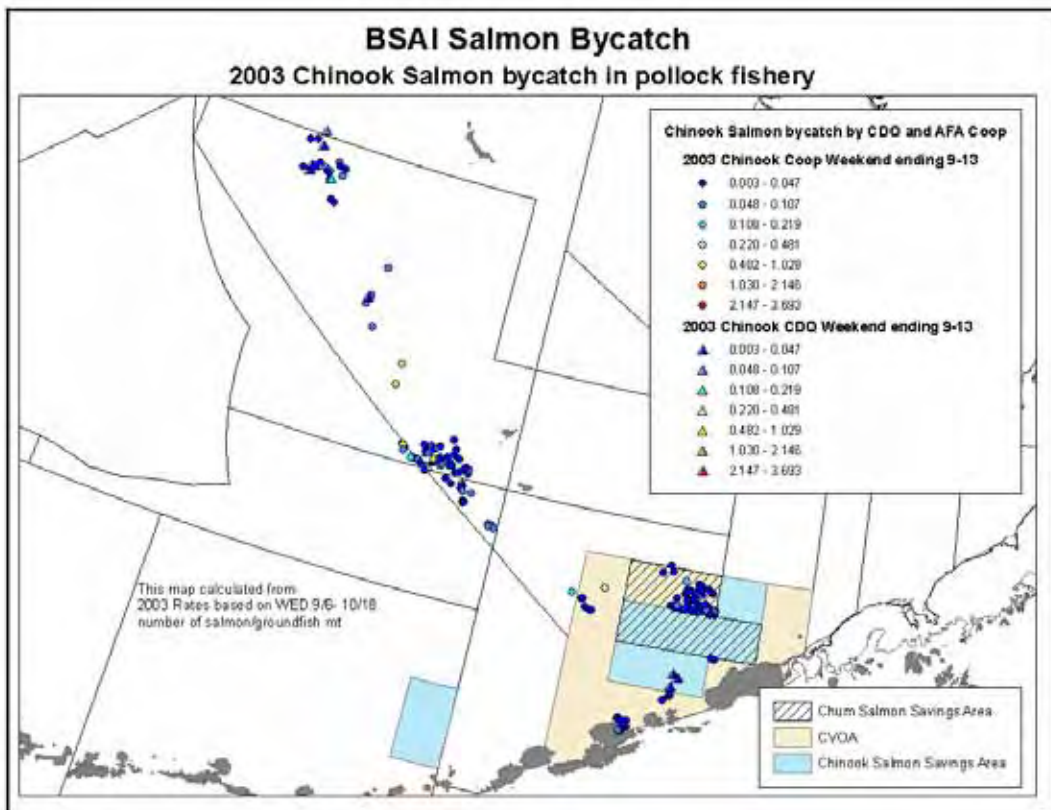 BSAI Salmon Bycatch
2003 Chinook Salmon bycatch in pollock fishery
Chinook Salmon bycatch by CDQ and AFA Coop
2003 Chinook Coop Weekend ending 9-13
0.003 - 0.047
0.048 - 0.107
0.108 - 0.219
0.220 - 0.481
0.482 - 1.029
1.030 - 2.146
2.147 - 3.693
2003 Chinook CDQ Weekend ending 9-13
0.003 - 0.047
0.048 - 0.107
0.108 - 0.219
0.220 - 0.481
0.482 - 1.029
1.030 - 2.146
2.147 - 3.693
This map calculated from
2003 Rates based on WED 9/6- 10/18
number of salmon/groundfish mt
Chum Salmon Savings Area
CVOA
Chinook Salmon Savings Area